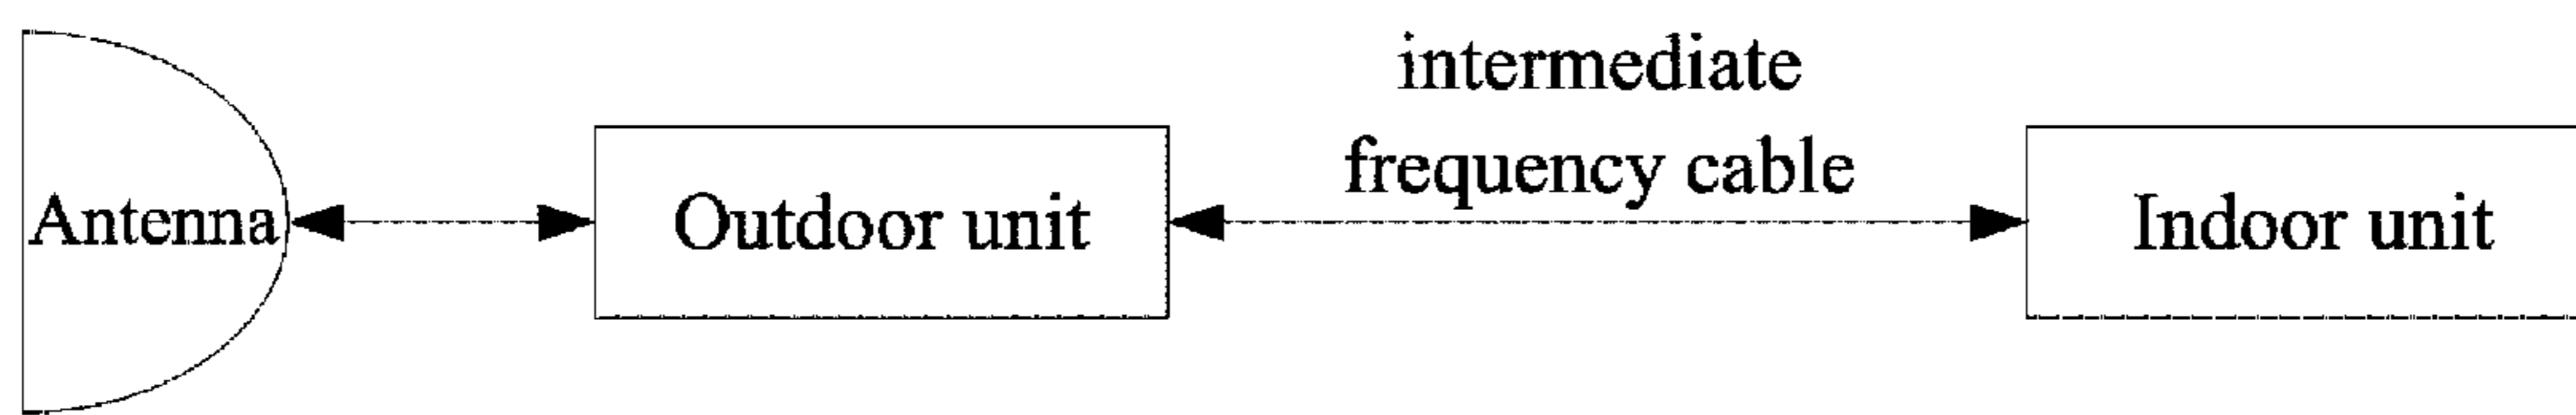 intermediate
frequency cable
Antenna
Outdoor unit
Indoor unit